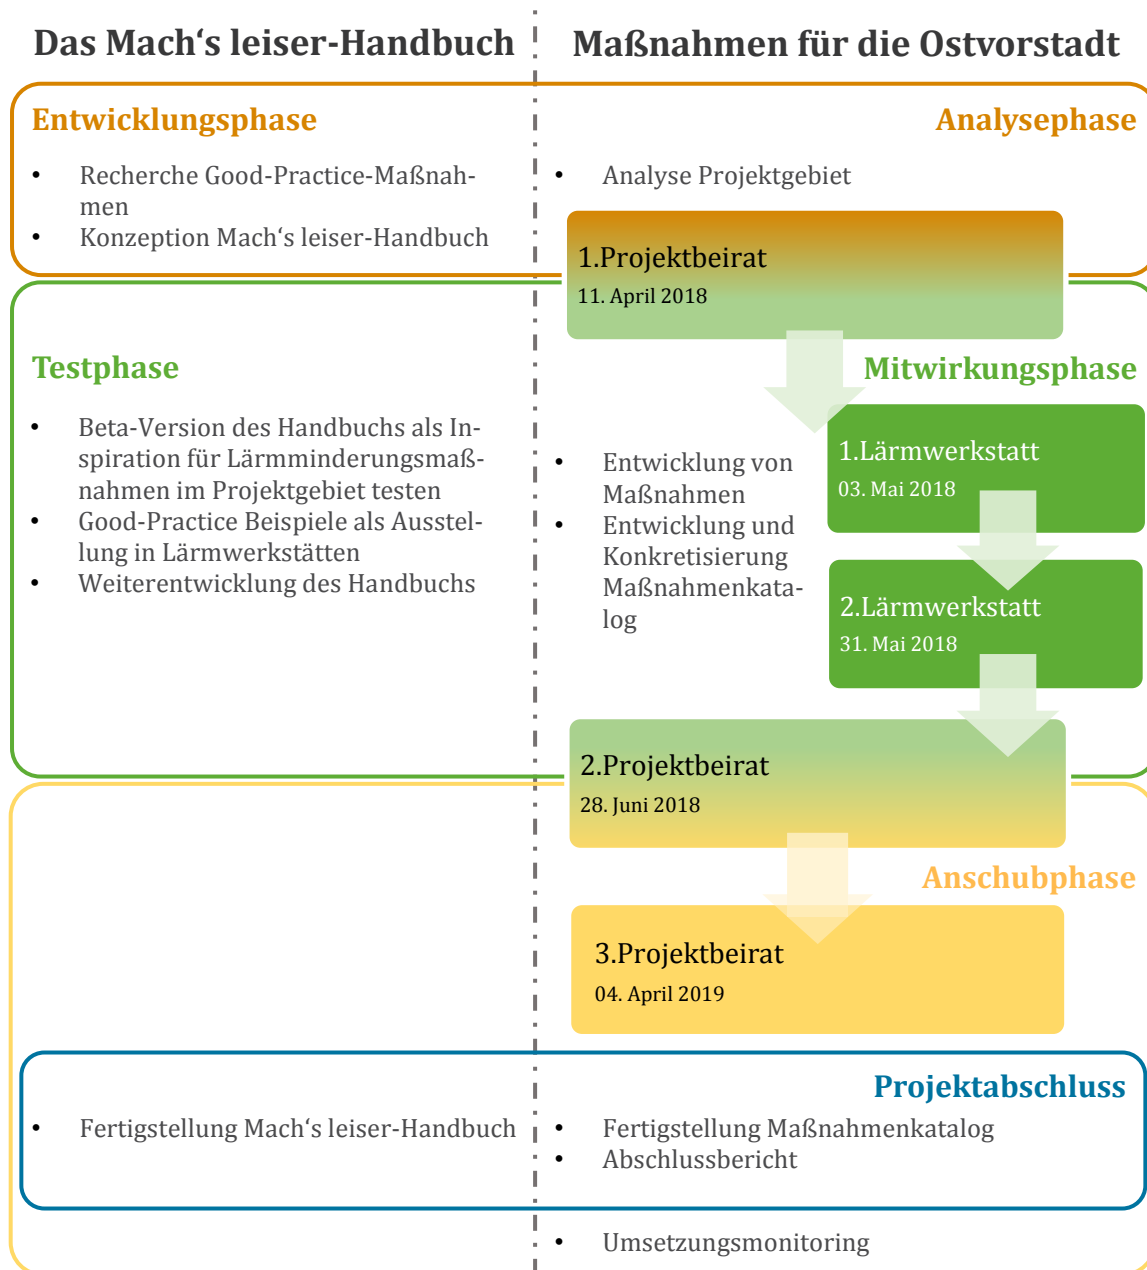 Das Mach‘s leiser-Handbuch
Maßnahmen für die Ostvorstadt
Entwicklungsphase
• Recherche Good-Practice-Maßnah-
men
• Konzeption Mach‘s leiser-Handbuch
Analysephase
• Analyse Projektgebiet
1.Projektbeirat
11. April 2018
Testphase
• Beta-Version des Handbuchs als In-
spiration für Lärmminderungsmaß-
nahmen im Projektgebiet testen
• Good-Practice Beispiele als Ausstel-
lung in Lärmwerkstätten
• Weiterentwicklung des Handbuchs
Mitwirkungsphase
• Entwicklung von
Maßnahmen
• Entwicklung und
Konkretisierung
Maßnahmenkata-
log
1.Lärmwerkstatt
03. Mai 2018
2.Lärmwerkstatt
31. Mai 2018
2.Projektbeirat
28. Juni 2018
Anschubphase
3.Projektbeirat
04. April 2019
Projektabschluss
• Fertigstellung Mach‘s leiser-Handbuch
• Fertigstellung Maßnahmenkatalog
• Abschlussbericht
• Umsetzungsmonitoring